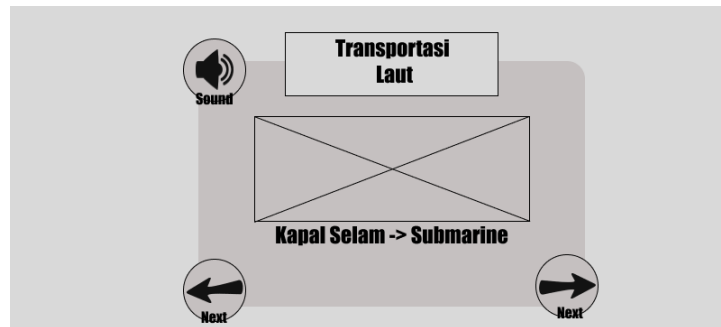 Transportasi
Laut
Sound
Kapal Selam -> Submarine
Next
Next